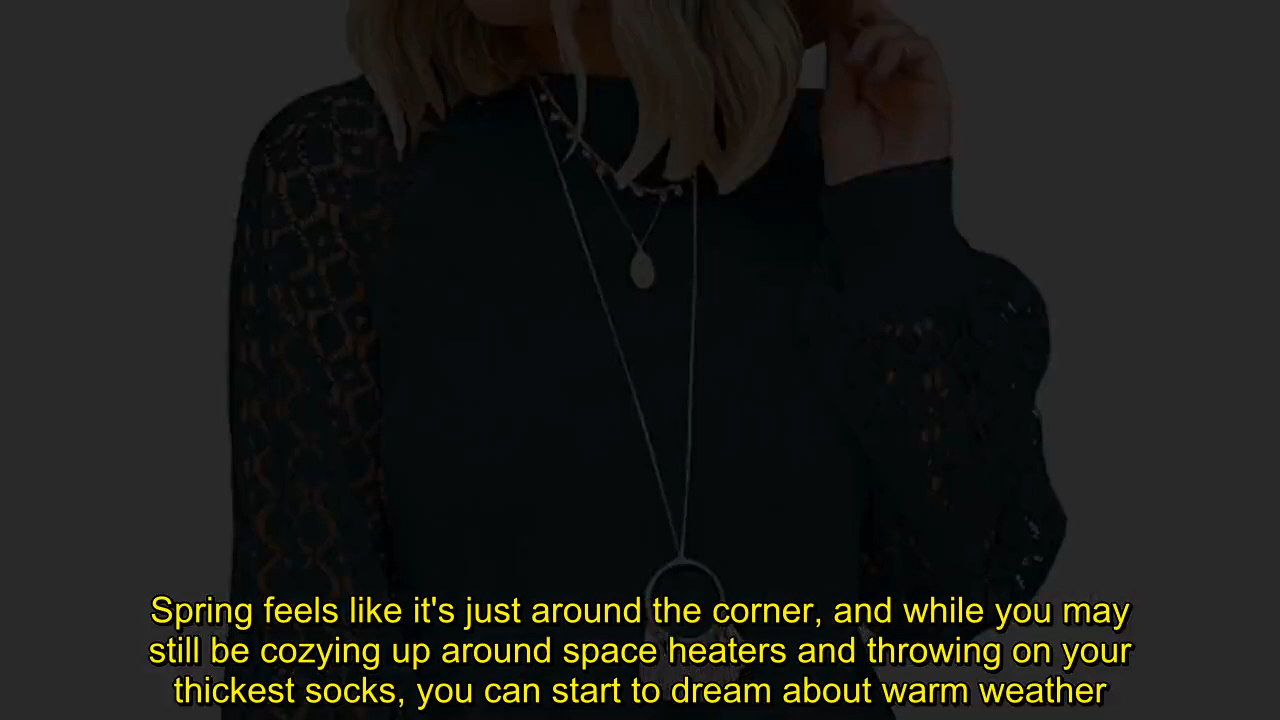 Spring feels like it's just around the corner, and while you may
still be cozying up around space heaters and throwing on your
thickest socks, you can start to dream about warm weather